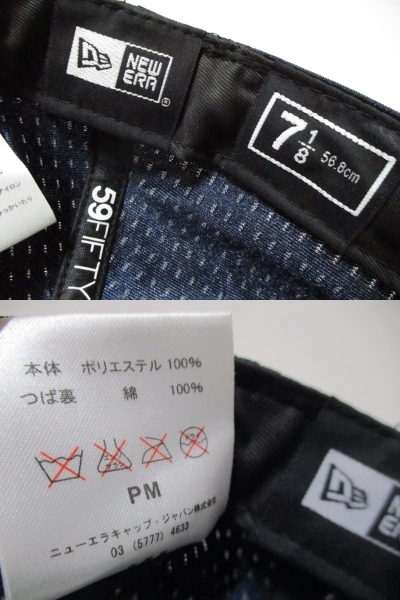 NEW
ERA
®
7 1/8 56.8cm
59FIFTY
本体 ポリエステル 100%
つば裏 綿 100%
PM
ニューエラキャップ・ジャパン株式会社
03 (5777) 4633
NEW
ERA